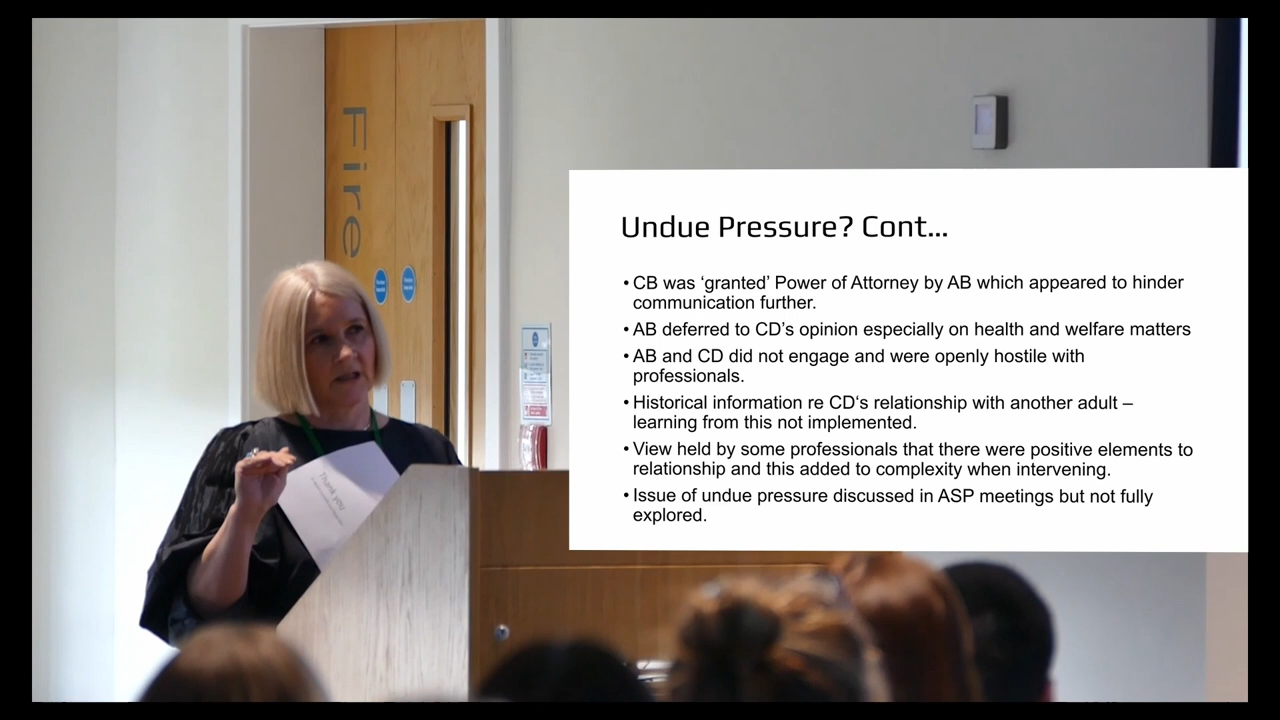 Fire
Undue Pressure? Cont...
• CB was ‘granted’ Power of Attorney by AB which appeared to hinder
communication further.
• AB deferred to CD’s opinion especially on health and welfare matters
• AB and CD did not engage and were openly hostile with
professionals.
• Historical information re CD‘s relationship with another adult –
learning from this not implemented.
• View held by some professionals that there were positive elements to
relationship and this added to complexity when intervening.
• Issue of undue pressure discussed in ASP meetings but not fully
explored.
Thank you